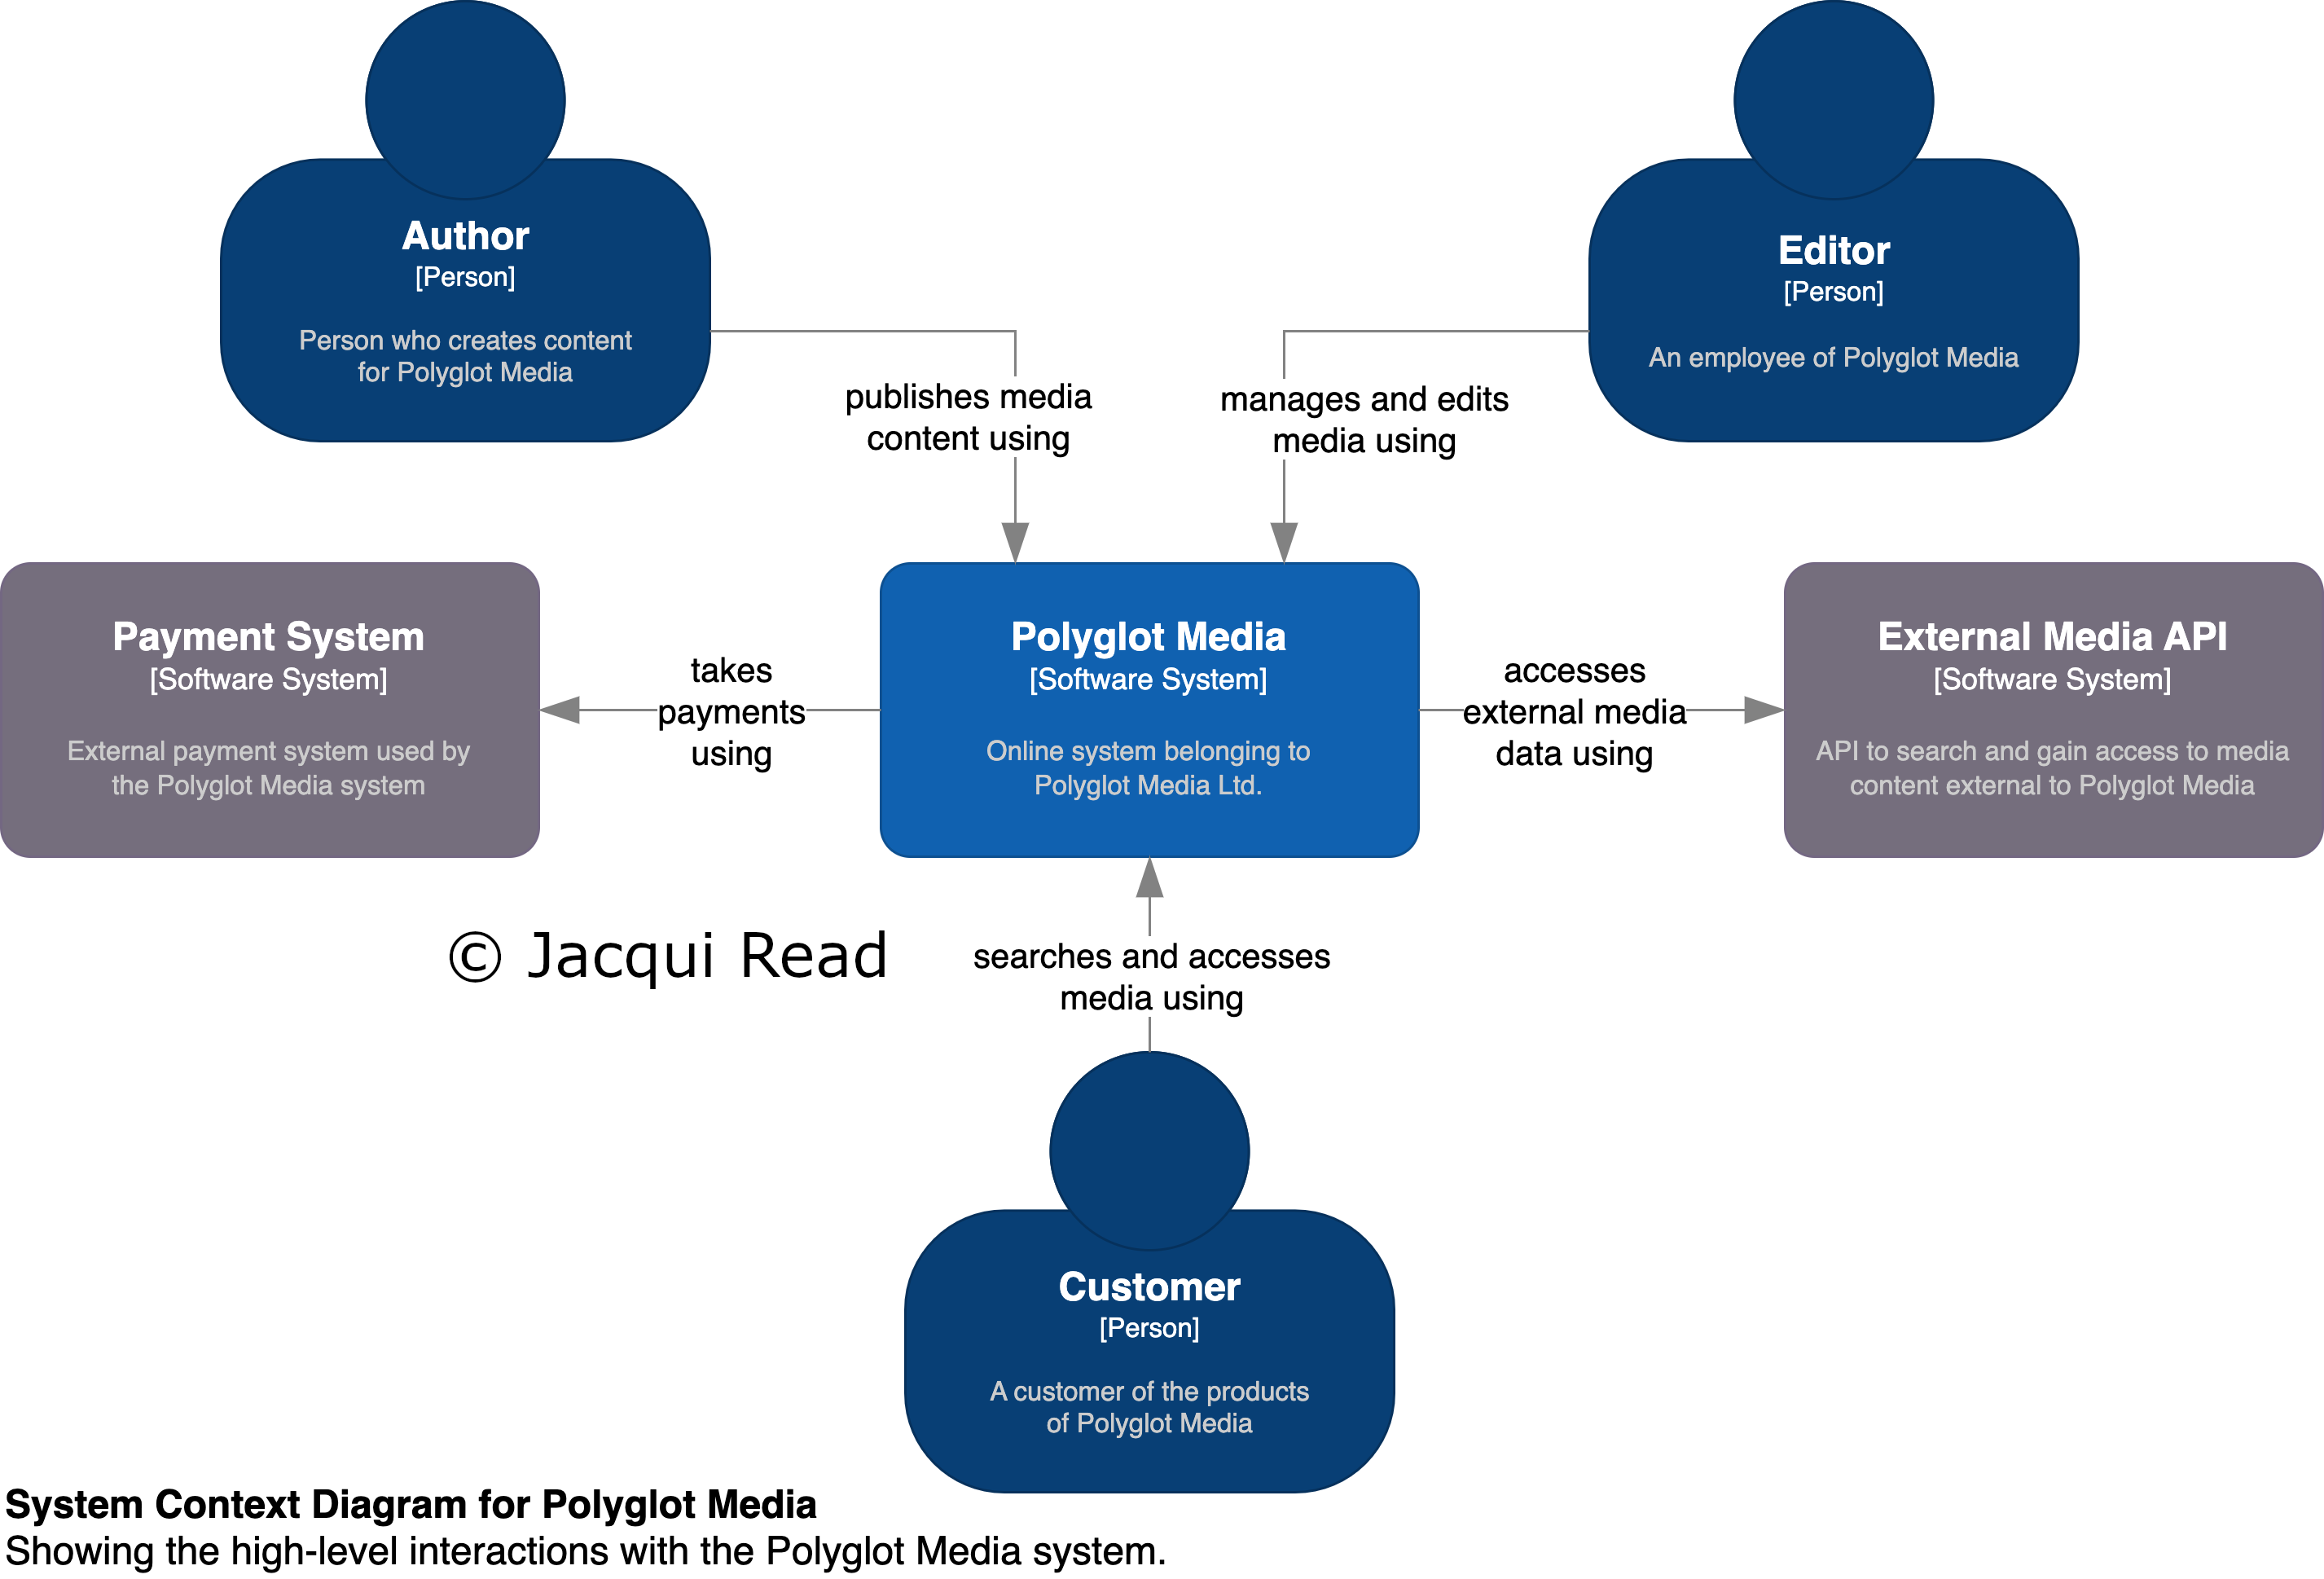 Author
[Person]
Person who creates content
for Polyglot Media
Editor
[Person]
An employee of Polyglot Media
publishes media
content using
manages and edits
media using
Payment System
[Software System]
External payment system used by
the Polyglot Media system
takes
payments
using
Polyglot Media
[Software System]
Online system belonging to
Polyglot Media Ltd.
accesses
external media
data using
External Media API
[Software System]
API to search and gain access to media
content external to Polyglot Media
© Jacqui Read
searches and accesses
media using
Customer
[Person]
A customer of the products
of Polyglot Media
System Context Diagram for Polyglot Media
Showing the high-level interactions with the Polyglot Media system.